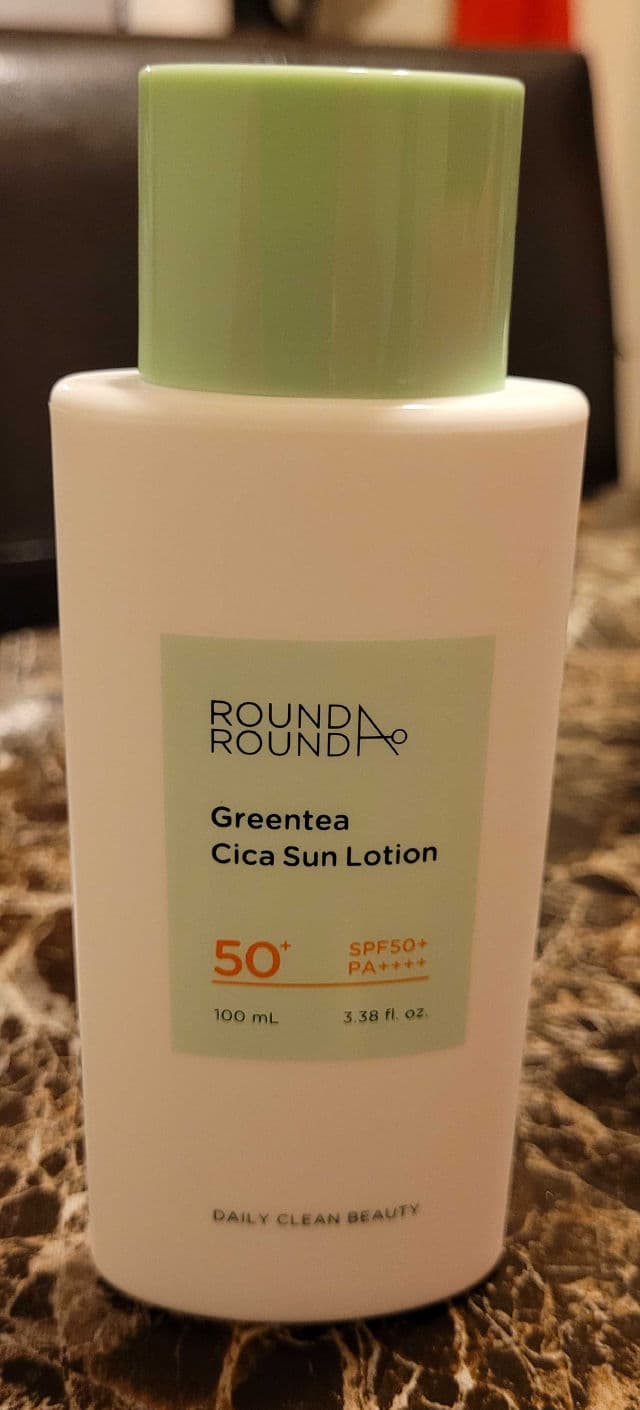 ROUND A
ROUND
Greentea
Cica Sun Lotion
50+
SPF50+
PA++++
100 mL
3.38 fl. oz.
DAILY CLEAN BEAUTY